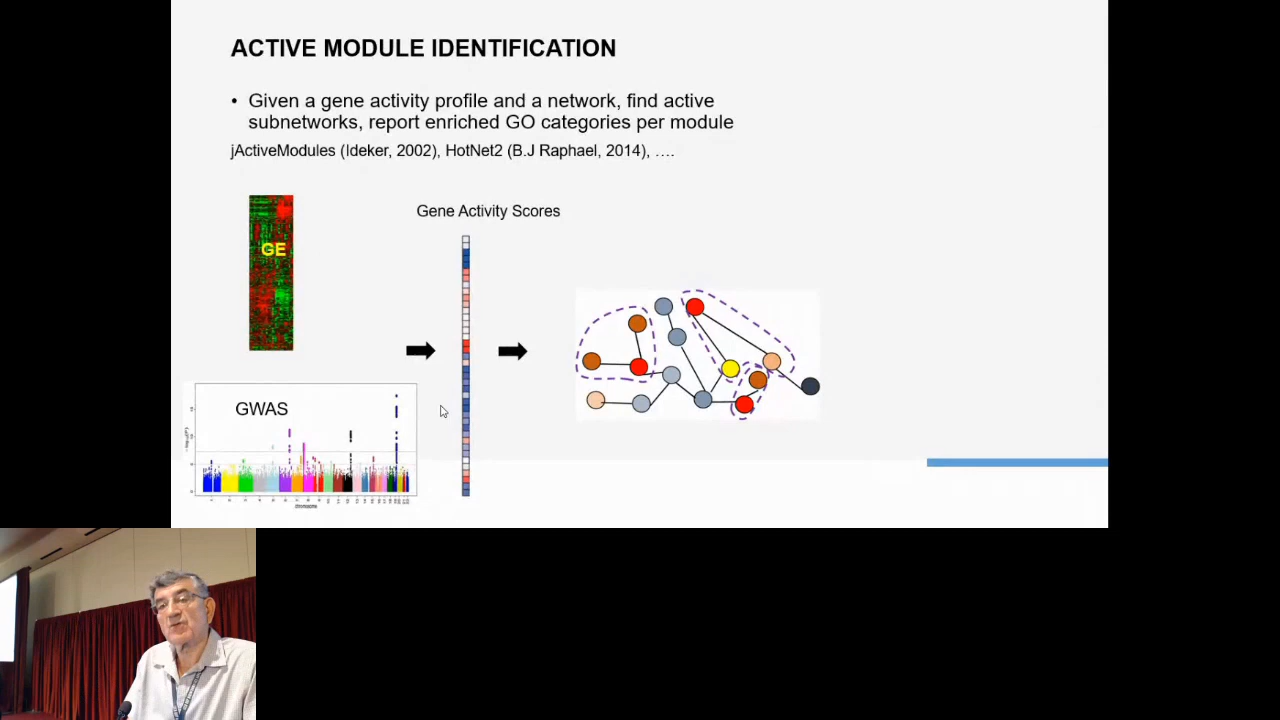 ACTIVE MODULE IDENTIFICATION
• Given a gene activity profile and a network, find active
subnetworks, report enriched GO categories per module
jActiveModules (Ideker, 2002), HotNet2 (B.J Raphael, 2014), ….
Gene Activity Scores
GE
GWAS
chromosome